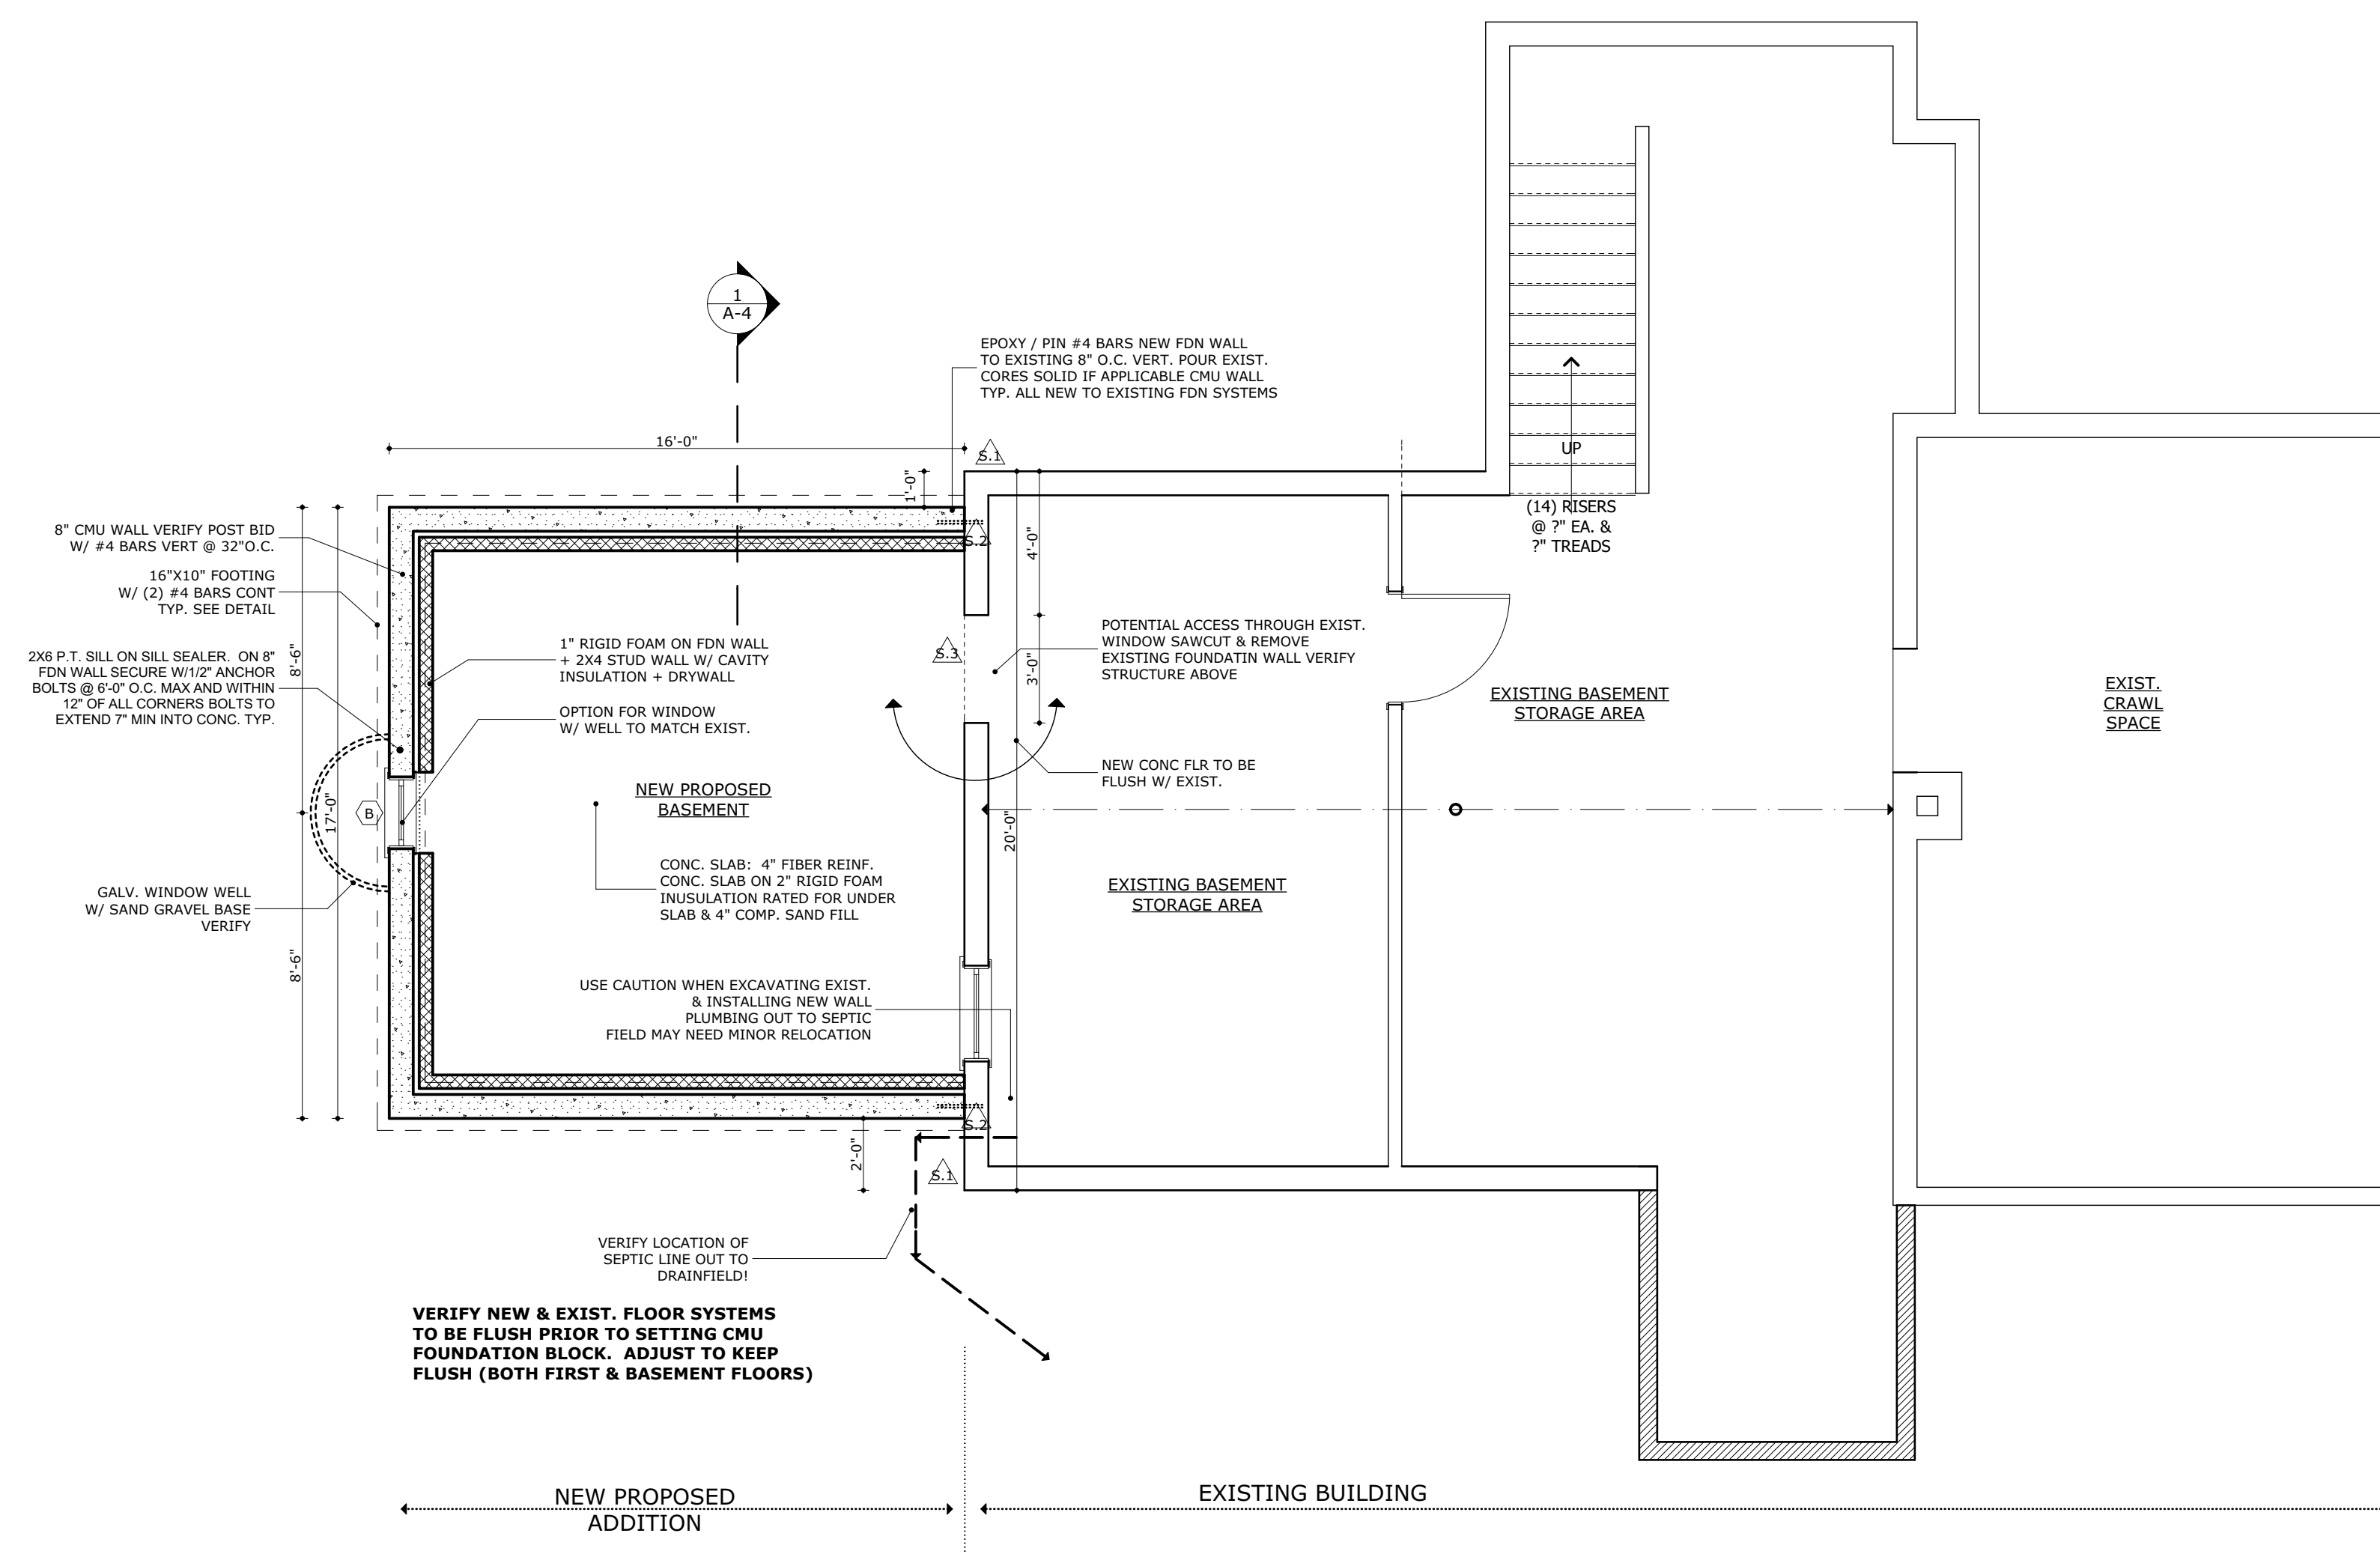 1
A-4
EPOXY / PIN #4 BARS NEW FDN WALL
TO EXISTING 8" O.C. VERT. POUR EXIST.
CORES SOLID IF APPLICABLE CMU WALL
TYP. ALL NEW TO EXISTING FDN SYSTEMS
16'-0"
S.1
1'-0"
UP
(14) RISERS
@ ?" EA. &
?" TREADS
8" CMU WALL VERIFY POST BID
W/ #4 BARS VERT @ 32"O.C.
16"X10" FOOTING
W/ (2) #4 BARS CONT
TYP. SEE DETAIL
2X6 P.T. SILL ON SILL SEALER. ON 8"
FDN WALL SECURE W/1/2" ANCHOR
BOLTS @ 6'-0" O.C. MAX AND WITHIN
12" OF ALL CORNERS BOLTS TO
EXTEND 7" MIN INTO CONC. TYP.
8'-6"
S.2
4'-0"
1" RIGID FOAM ON FDN WALL
+ 2X4 STUD WALL W/ CAVITY
INSULATION + DRYWALL
S.3
3'-0"
POTENTIAL ACCESS THROUGH EXIST.
WINDOW SAWCUT & REMOVE
EXISTING FOUNDATIN WALL VERIFY
STRUCTURE ABOVE
EXISTING BASEMENT
STORAGE AREA
EXIST.
CRAWL
SPACE
OPTION FOR WINDOW
W/ WELL TO MATCH EXIST.
NEW CONC FLR TO BE
FLUSH W/ EXIST.
NEW PROPOSED
BASEMENT
17'-0"
B
20'-0"
CONC. SLAB: 4" FIBER REINF.
CONC. SLAB ON 2" RIGID FOAM
INUSULATION RATED FOR UNDER
SLAB & 4" COMP. SAND FILL
EXISTING BASEMENT
STORAGE AREA
GALV. WINDOW WELL
W/ SAND GRAVEL BASE
VERIFY
8'-6"
USE CAUTION WHEN EXCAVATING EXIST.
& INSTALLING NEW WALL
PLUMBING OUT TO SEPTIC
FIELD MAY NEED MINOR RELOCATION
S.2
2'-0"
S.1
VERIFY LOCATION OF
SEPTIC LINE OUT TO
DRAINFIELD!
VERIFY NEW & EXIST. FLOOR SYSTEMS
TO BE FLUSH PRIOR TO SETTING CMU
FOUNDATION BLOCK. ADJUST TO KEEP
FLUSH (BOTH FIRST & BASEMENT FLOORS)
NEW PROPOSED
ADDITION
EXISTING BUILDING